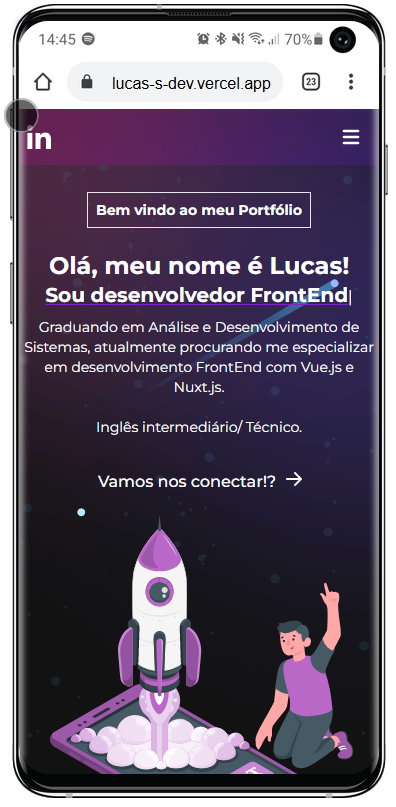 14:45 70%
lucas-s-dev.vercel.app 23
in
Bem vindo ao meu Portfólio
Olá, meu nome é Lucas!
Sou desenvolvedor FrontEnd|
Graduando em Análise e Desenvolvimento de
Sistemas, atualmente procurando me especializar
em desenvolvimento FrontEnd com Vue.js e
Nuxt.js.
Inglês intermediário/ Técnico.
Vamos nos conectar!? →